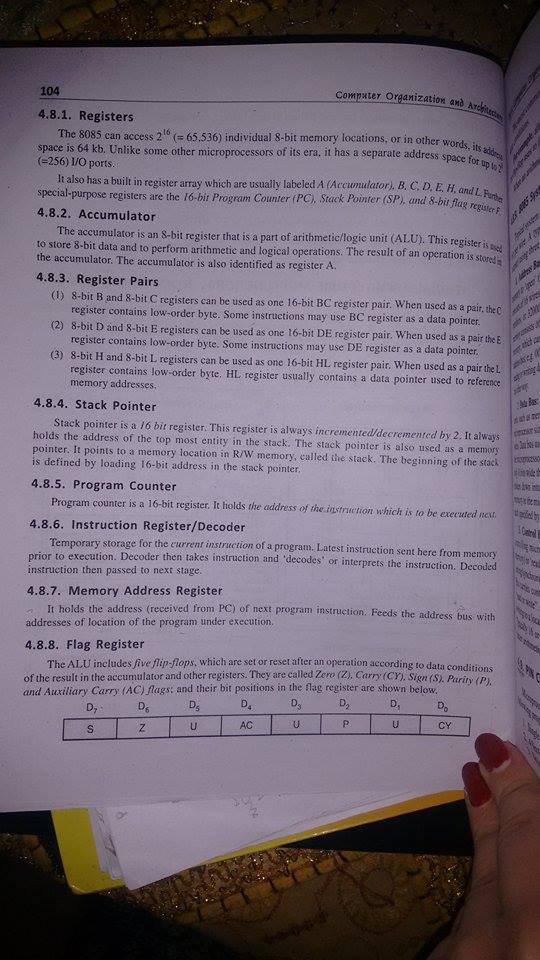 104
Computer Organization and Architecture
4.8.1. Registers
The 8085 can access 2¹⁶ (= 65,536) individual 8-bit memory locations, or in other words, its address
space is 64 kb. Unlike some other microprocessors of its era, it has a separate address space for up to 2⁸
(=256) I/O ports.
It also has a built in register array which are usually labeled A (Accumulator), B, C, D, E, H, and L. Further
special-purpose registers are the 16-bit Program Counter (PC), Stack Pointer (SP), and 8-bit flag register F.
4.8.2. Accumulator
The accumulator is an 8-bit register that is a part of arithmetic/logic unit (ALU). This register is used
to store 8-bit data and to perform arithmetic and logical operations. The result of an operation is stored in
the accumulator. The accumulator is also identified as register A.
4.8.3. Register Pairs
(1) 8-bit B and 8-bit C registers can be used as one 16-bit BC register pair. When used as a pair, the C
register contains low-order byte. Some instructions may use BC register as a data pointer.
(2) 8-bit D and 8-bit E registers can be used as one 16-bit DE register pair. When used as a pair the E
register contains low-order byte. Some instructions may use DE register as a data pointer.
(3) 8-bit H and 8-bit L registers can be used as one 16-bit HL register pair. When used as a pair the L
register contains low-order byte. HL register usually contains a data pointer used to reference
memory addresses.
4.8.4. Stack Pointer
Stack pointer is a 16 bit register. This register is always incremented/decremented by 2. It always
holds the address of the top most entity in the stack. The stack pointer is also used as a memory
pointer. It points to a memory location in R/W memory, called the stack. The beginning of the stack
is defined by loading 16-bit address in the stack pointer.
4.8.5. Program Counter
Program counter is a 16-bit register. It holds the address of the instruction which is to be executed next.
4.8.6. Instruction Register/Decoder
Temporary storage for the current instruction of a program. Latest instruction sent here from memory
prior to execution. Decoder then takes instruction and 'decodes' or interprets the instruction. Decoded
instruction then passed to next stage.
4.8.7. Memory Address Register
It holds the address (received from PC) of next program instruction. Feeds the address bus with
addresses of location of the program under execution.
4.8.8. Flag Register
The ALU includes five flip-flops, which are set or reset after an operation according to data conditions
of the result in the accumulator and other registers. They are called Zero (Z), Carry (CY), Sign (S), Parity (P),
and Auxiliary Carry (AC) flags; and their bit positions in the flag register are shown below.
D₇ D₆ D₅ D₄ D₃ D₂ D₁ D₀
S Z U AC U P U CY